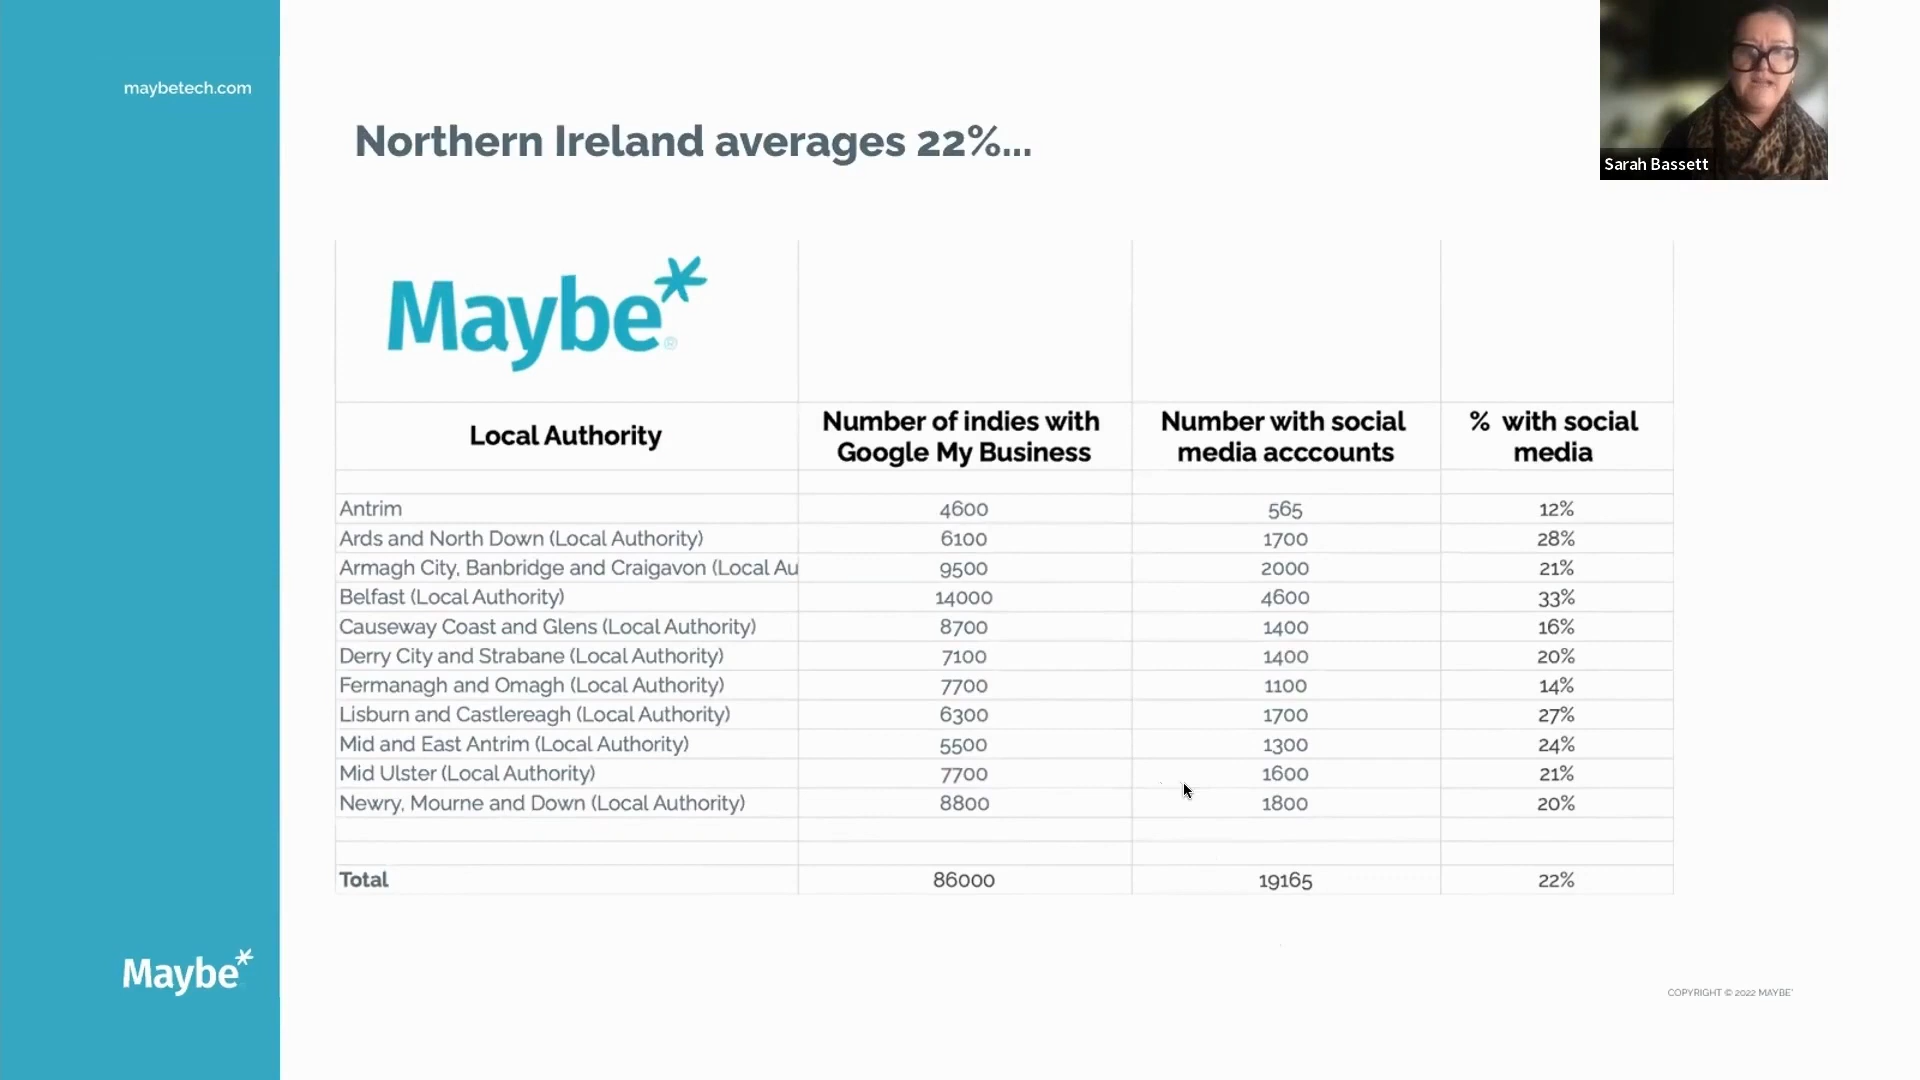 maybetech.com
Northern Ireland averages 22%...
Sarah Bassett
Maybe*®
Local Authority | Number of indies with Google My Business | Number with social media acccounts | % with social media
Antrim 4600 565 12%
Ards and North Down (Local Authority) 6100 1700 28%
Armagh City, Banbridge and Craigavon (Local Au 9500 2000 21%
Belfast (Local Authority) 14000 4600 33%
Causeway Coast and Glens (Local Authority) 8700 1400 16%
Derry City and Strabane (Local Authority) 7100 1400 20%
Fermanagh and Omagh (Local Authority) 7700 1100 14%
Lisburn and Castlereagh (Local Authority) 6300 1700 27%
Mid and East Antrim (Local Authority) 5500 1300 24%
Mid Ulster (Local Authority) 7700 1600 21%
Newry, Mourne and Down (Local Authority) 8800 1800 20%
Total 86000 19165 22%
Maybe*
COPYRIGHT © 2022 MAYBE*